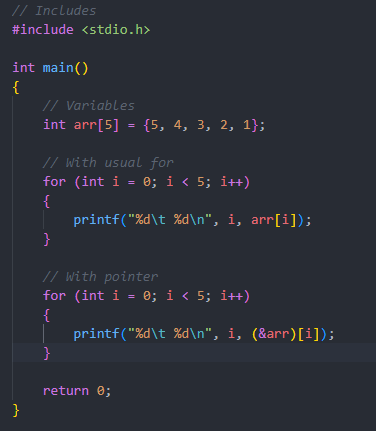 // Includes
#include <stdio.h>

int main()
{
    // Variables
    int arr[5] = {5, 4, 3, 2, 1};

    // With usual for
    for (int i = 0; i < 5; i++)
    {
        printf("%d\t %d\n", i, arr[i]);
    }

    // With pointer
    for (int i = 0; i < 5; i++)
    {
        printf("%d\t %d\n", i, (&arr)[i]);
    }

    return 0;
}